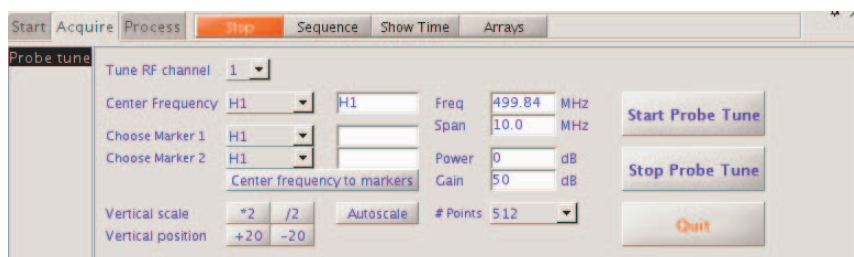 Start Acquire Process Stop Sequence Show Time Arrays
Probe tune
Tune RF channel 1
Center Frequency H1 H1 Freq 499.84 MHz
Span 10.0 MHz
Start Probe Tune
Choose Marker 1 H1
Choose Marker 2 H1 Power 0 dB
Center frequency to markers Gain 50 dB
Stop Probe Tune
Vertical scale *2 /2 Autoscale # Points 512
Vertical position +20 -20
Quit